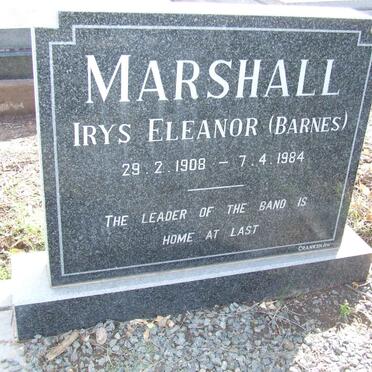 MARSHALL
IRYS ELEANOR (BARNES)
29.2.1908 – 7.4.1984
THE LEADER OF THE BAND IS
HOME AT LAST